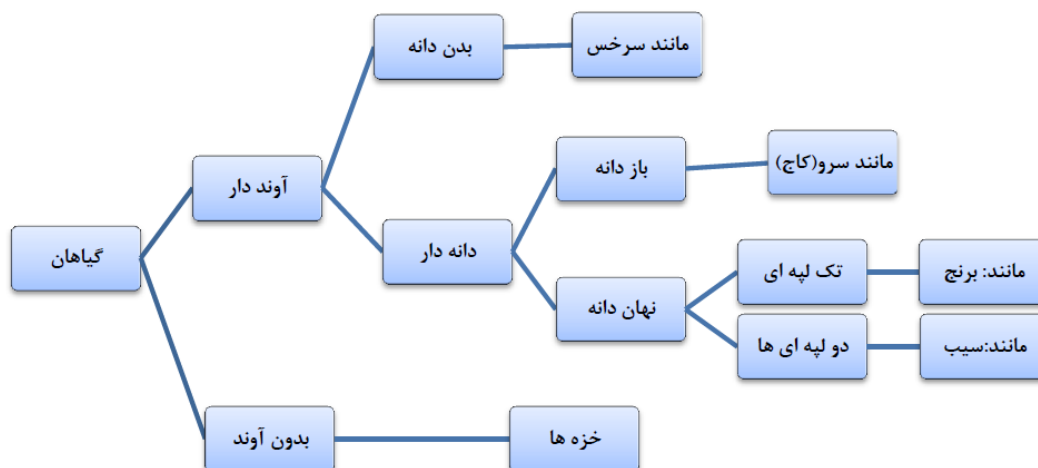 گیاهان
آوند دار
بدن دانه
مانند سرخس
دانه دار
باز دانه
مانند سرو(کاج)
نهان دانه
تک لپه ای
مانند: برنج
دو لپه ای ها
مانند:سیب
بدون آوند
خزه ها